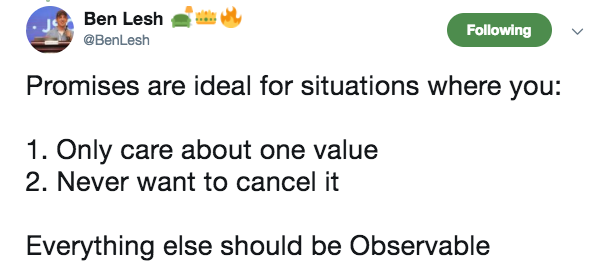 Ben Lesh 🛋️👑🔥
Following
@BenLesh
Promises are ideal for situations where you:
1. Only care about one value
2. Never want to cancel it
Everything else should be Observable